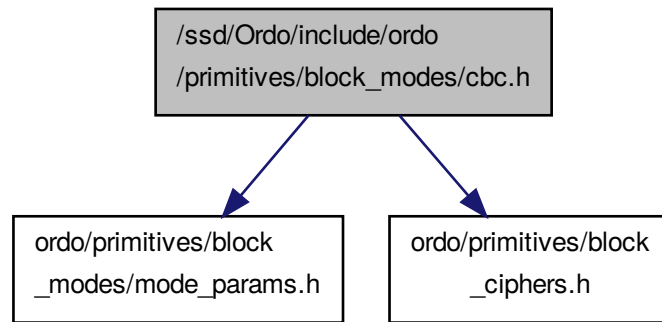 /ssd/Ordo/include/ordo
/primitives/block_modes/cbc.h
ordo/primitives/block
_modes/mode_params.h
ordo/primitives/block
_ciphers.h